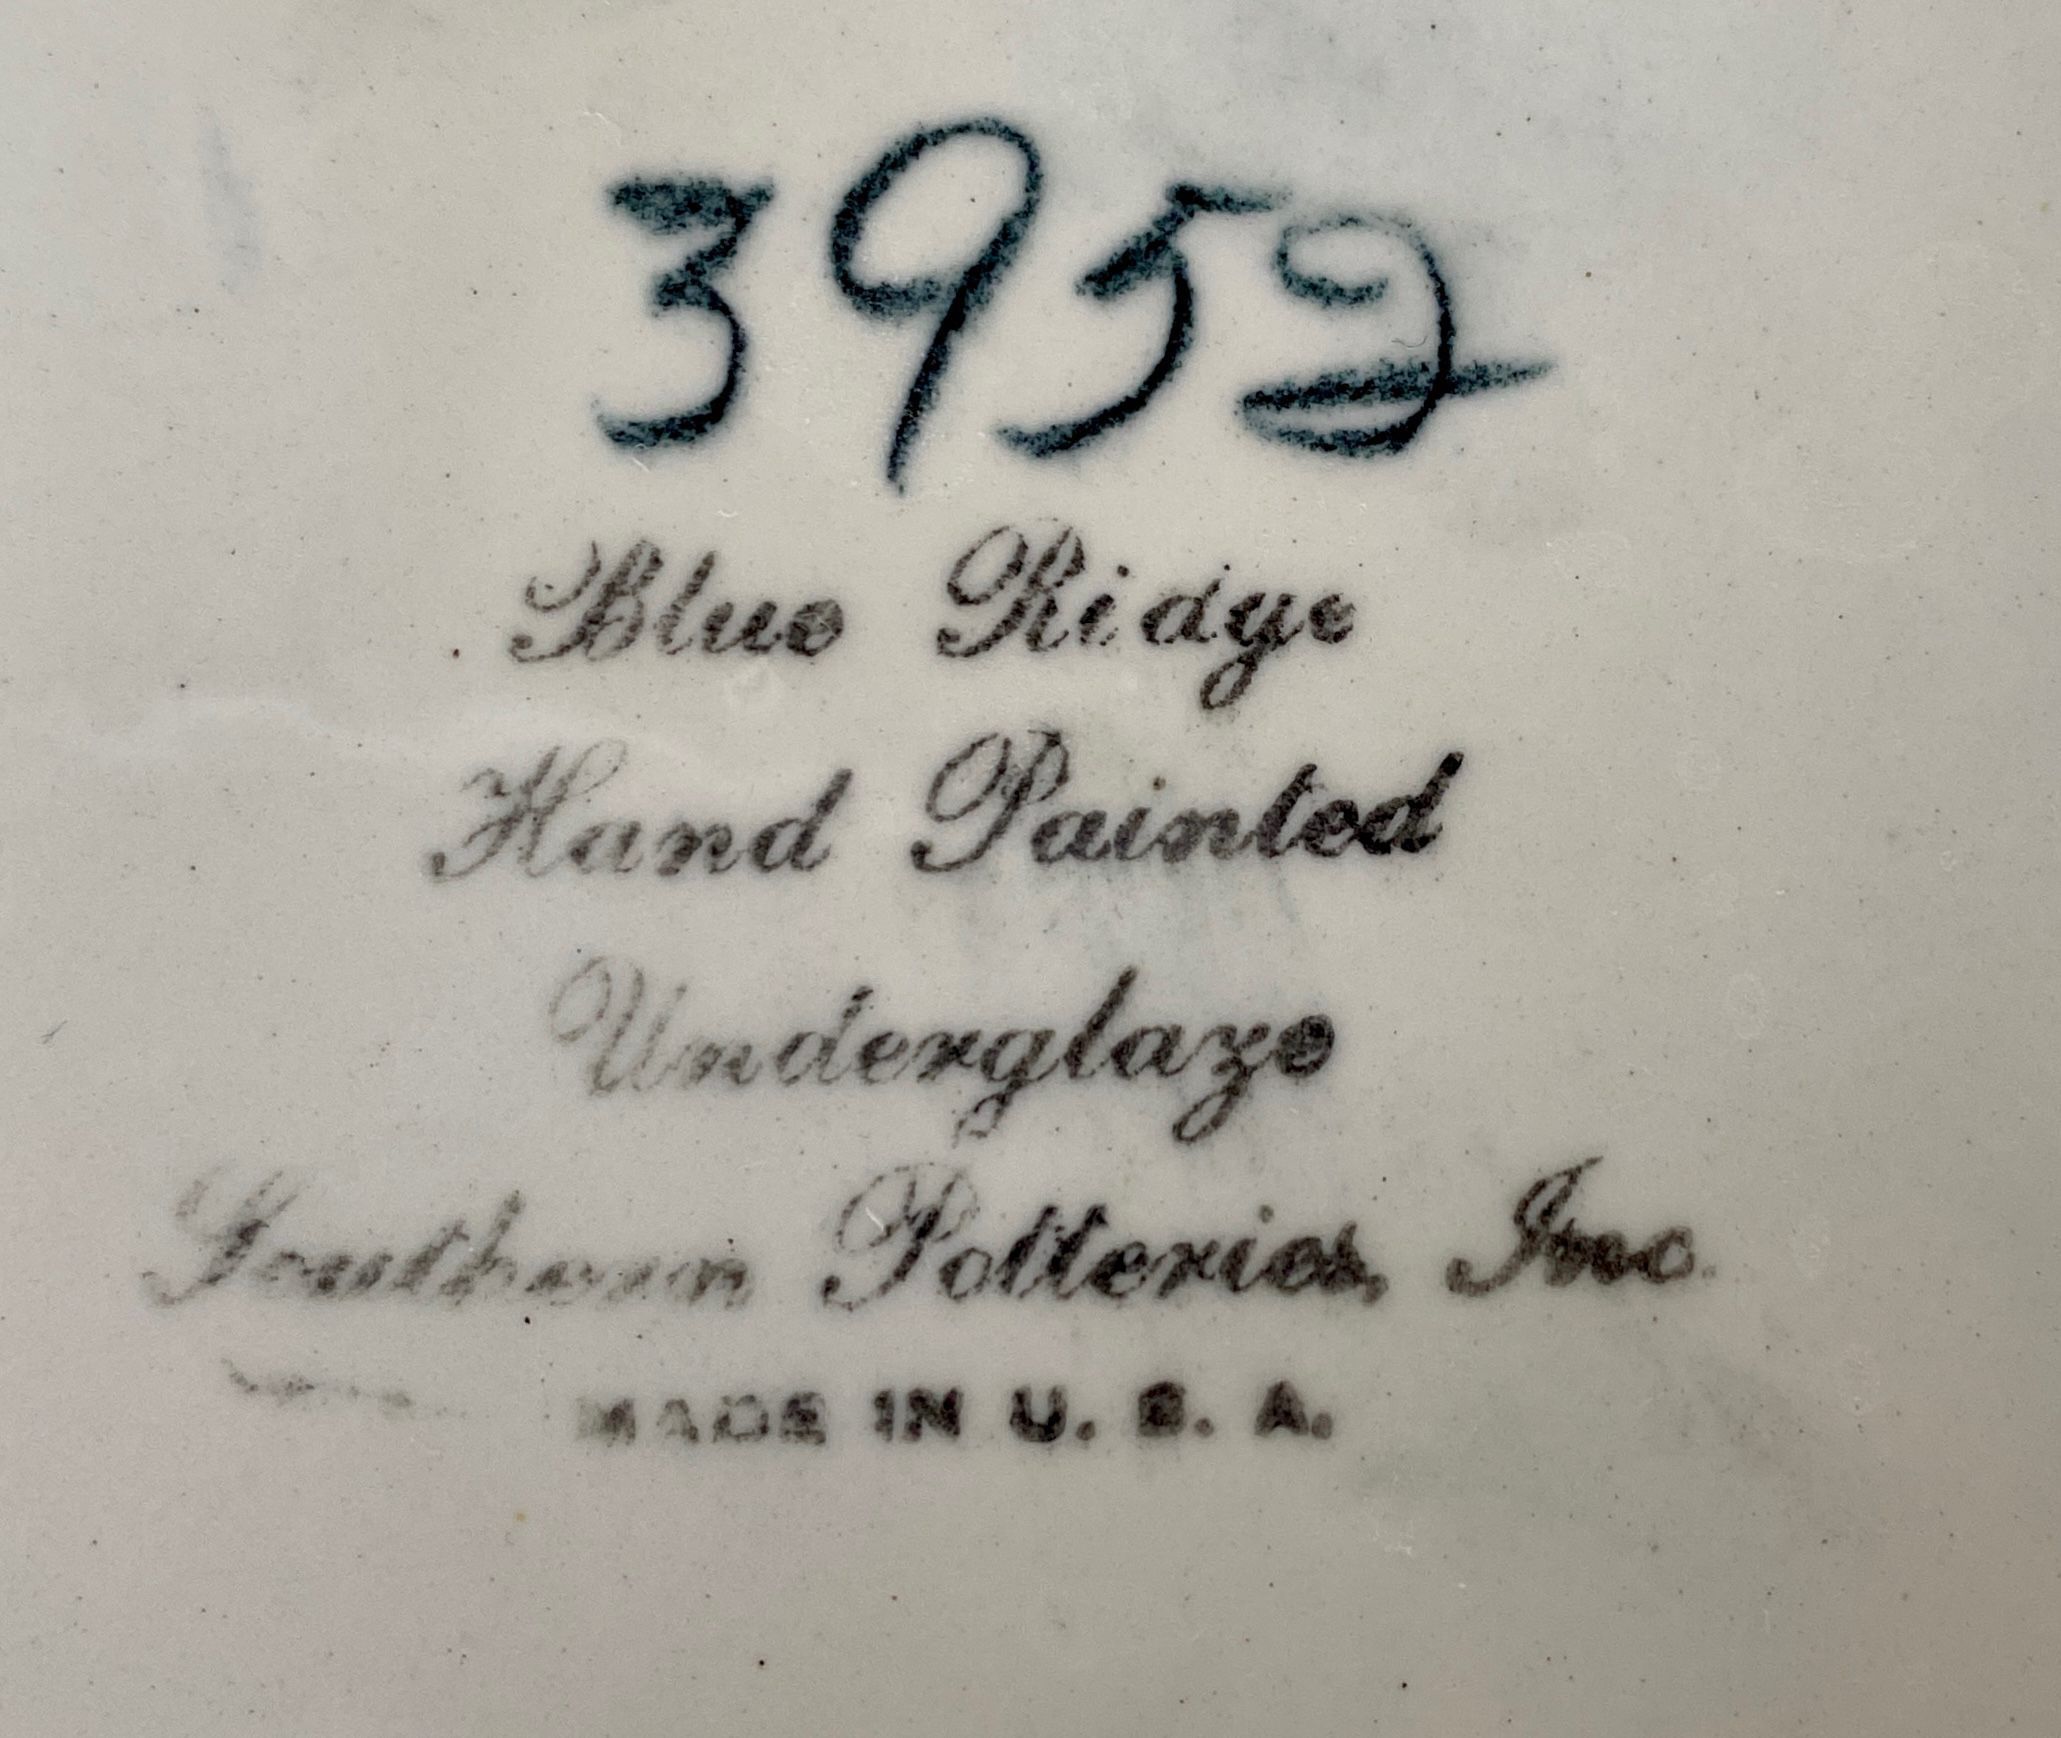 3952
Blue Ridge
Hand Painted
Underglaze
Southern Potteries, Inc.
MADE IN U. S. A.